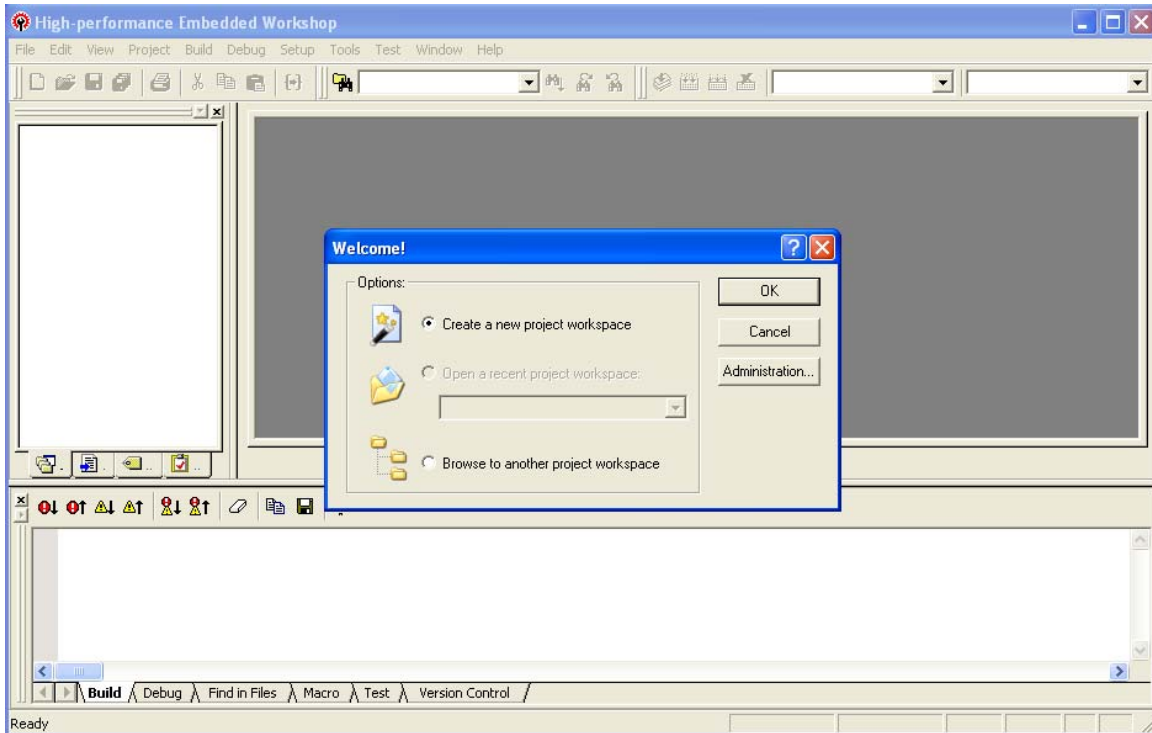 High-performance Embedded Workshop
File Edit View Project Build Debug Setup Tools Test Window Help
Welcome!
Options:
Create a new project workspace
Open a recent project workspace:
Browse to another project workspace
OK
Cancel
Administration...
Build Debug Find in Files Macro Test Version Control
Ready